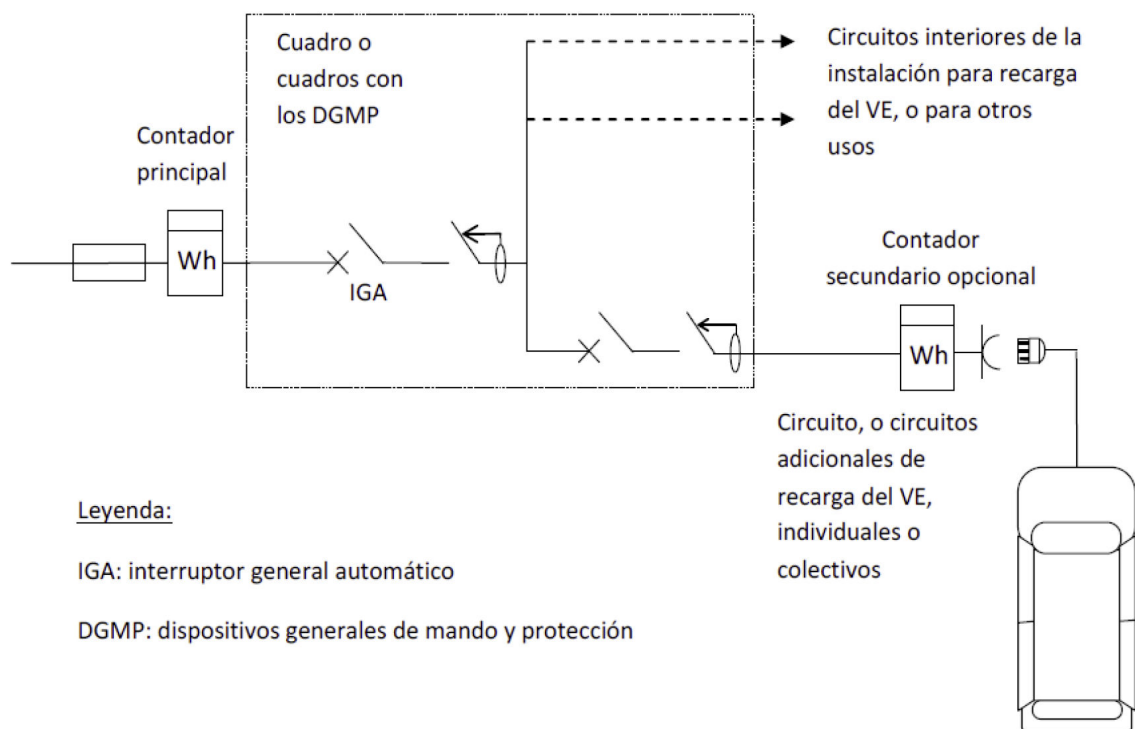 Cuadro o
cuadros con
los DGMP
Circuitos interiores de la
instalación para recarga
del VE, o para otros
usos
Contador
principal
Wh
IGA
Contador
secundario opcional
Wh
Circuito, o circuitos
adicionales de
recarga del VE,
individuales o
colectivos
Leyenda:
IGA: interruptor general automático
DGMP: dispositivos generales de mando y protección